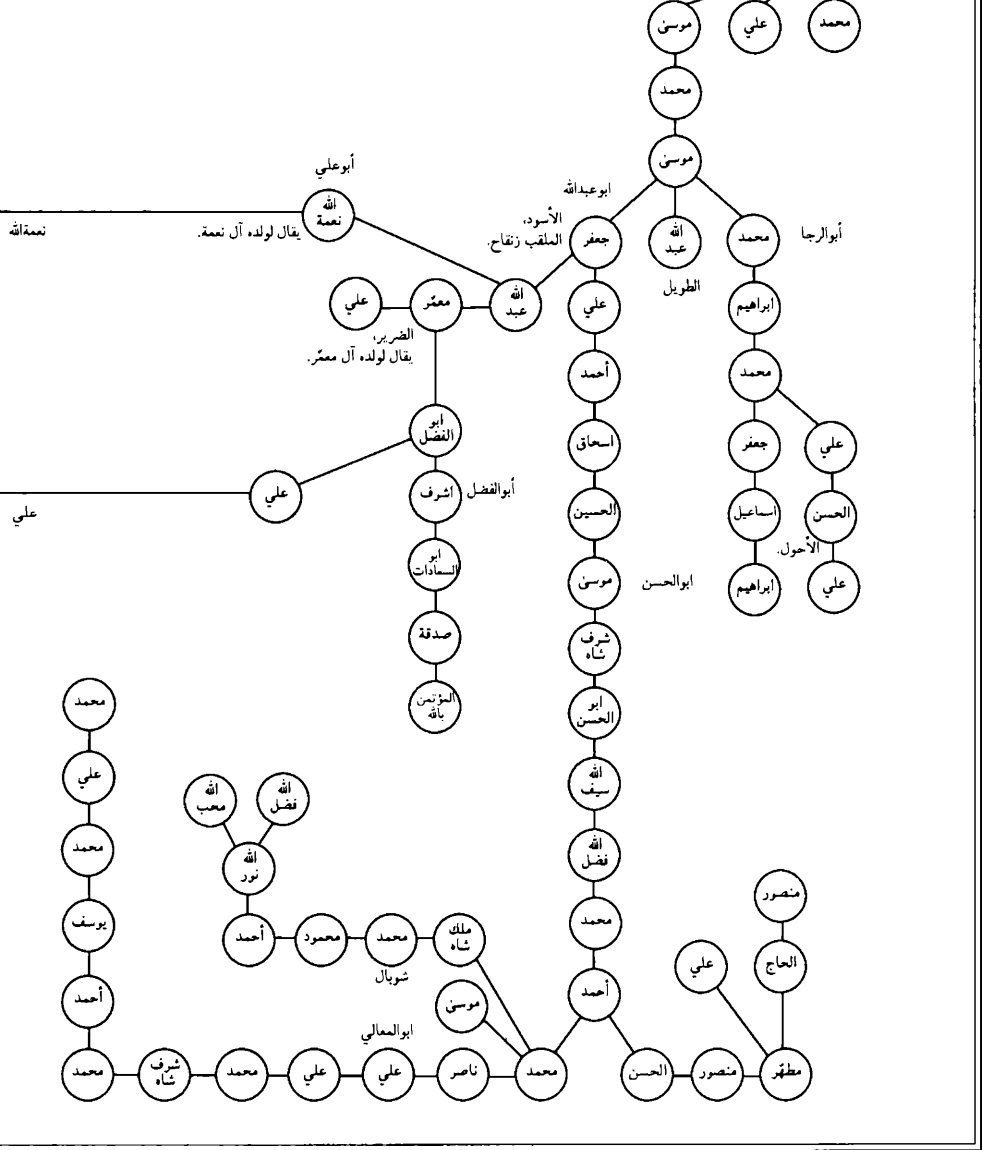 محمد
علي
موسىٰ
محمد
موسىٰ
أبوعلي
الله
نعمة
يقال لولده آل نعمة.
نعمةالله
ابوعبدالله
الأسود،
الملقب زنقاح.
جعفر
الله
عبد
الطويل
محمد
أبوالرجا
علي
معمّر
الله
عبد
الضرير،
يقال لولده آل معمّر.
علي
ابراهيم
أحمد
محمد
ابو
الفضل
اسحاق
جعفر
علي
علي
علي
اشرف
أبوالفضل
الحسين
اسماعيل
الحسن
الأحول.
ابو
السعادات
موسىٰ
ابوالحسن
ابراهيم
علي
صدقة
شرف
شاه
المؤتمن
بالله
ابو
الحسن
محمد
علي
الله
محب
الله
فضل
الله
سيف
محمد
الله
نور
الله
فضل
منصور
يوسف
أحمد
محمود
محمد
شوبال
ملك
شاه
محمد
علي
الحاج
أحمد
موسىٰ
أحمد
ابوالمعالي
محمد
شرف
شاه
محمد
علي
علي
ناصر
محمد
الحسن
منصور
مطهّر